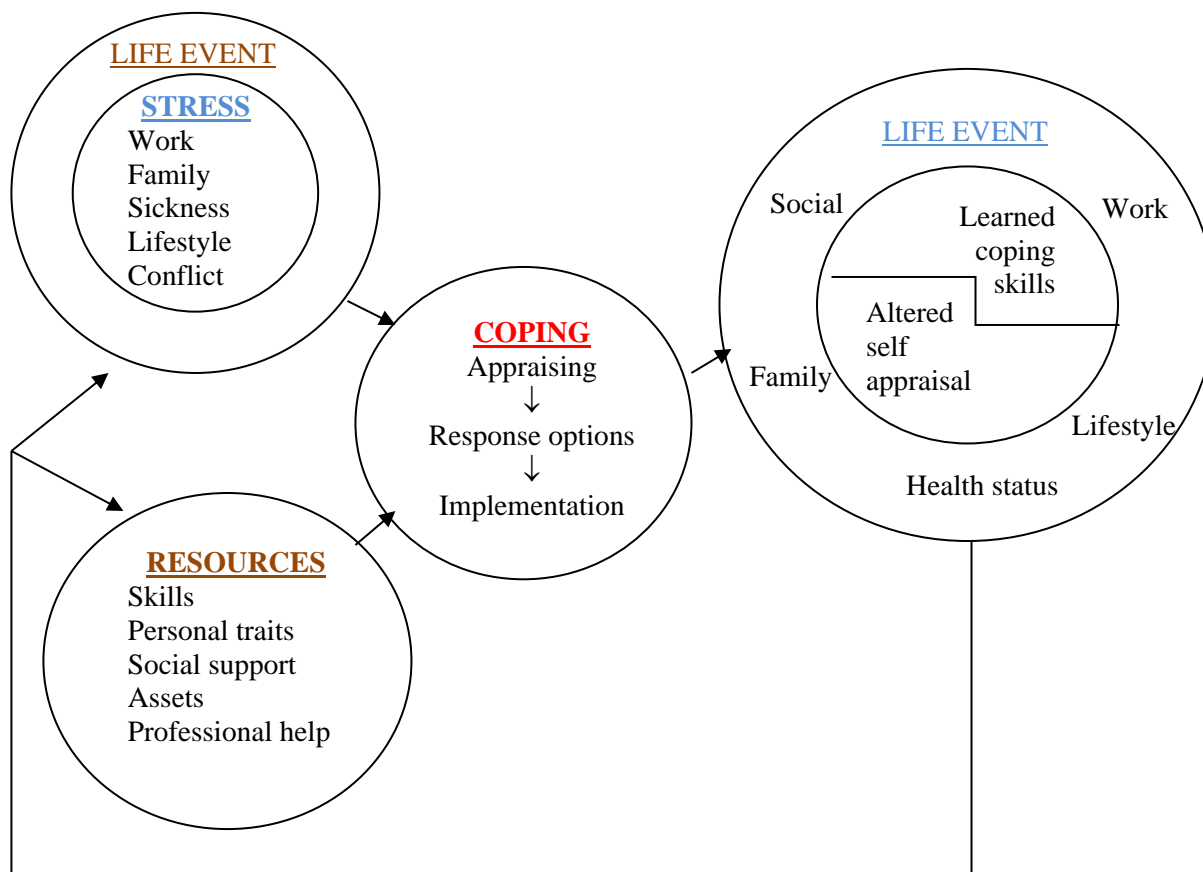 LIFE EVENT
STRESS
Work
Family
Sickness
Lifestyle
Conflict
RESOURCES
Skills
Personal traits
Social support
Assets
Professional help
COPING
Appraising
↓
Response options
↓
Implementation
LIFE EVENT
Social
Work
Learned
coping
skills
Altered
self
appraisal
Family
Lifestyle
Health status